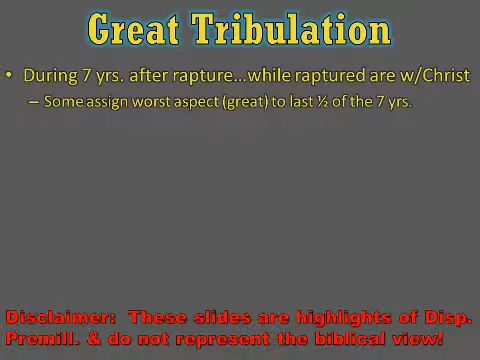 Great Tribulation
• During 7 yrs. after rapture...while raptured are w/Christ
– Some assign worst aspect (great) to last ½ of the 7 yrs.
Disclaimer: These slides are highlights of Disp.
Premill. & do not represent the biblical view!